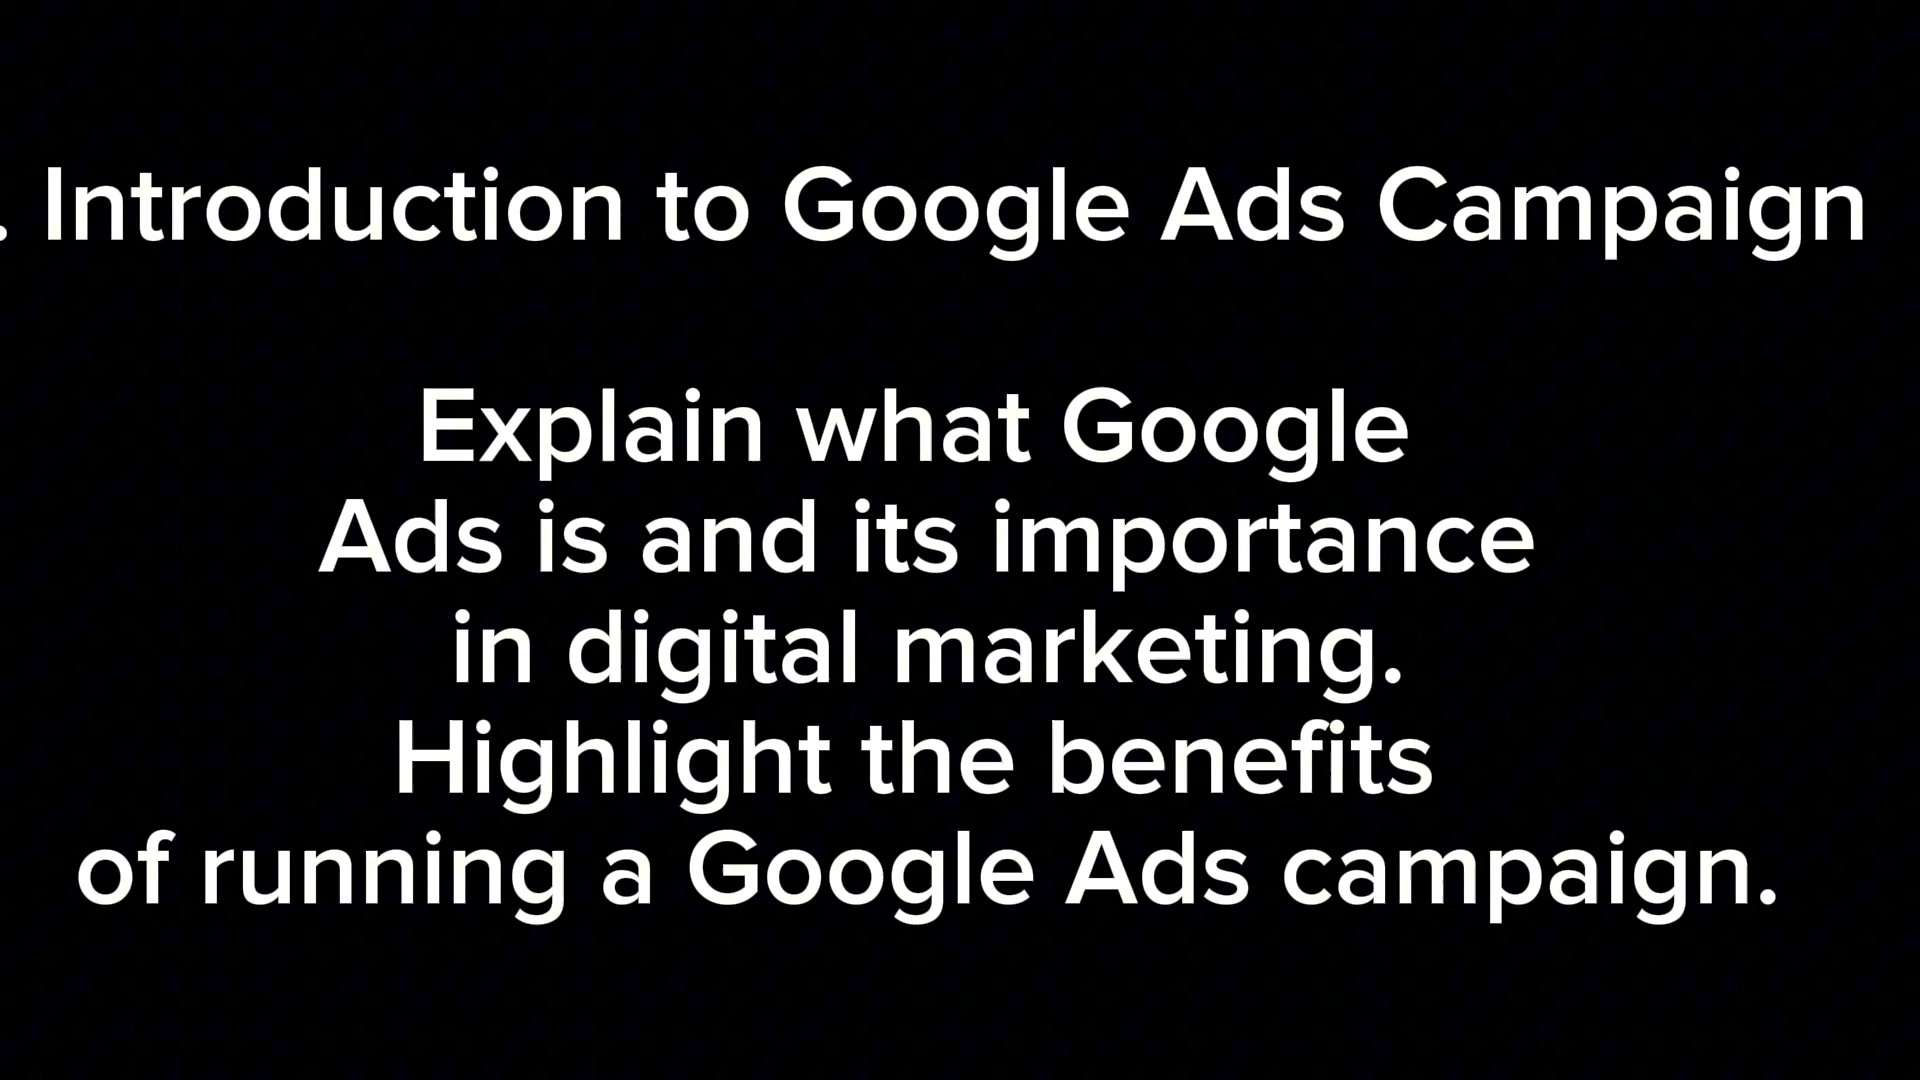 . Introduction to Google Ads Campaign
Explain what Google
Ads is and its importance
in digital marketing.
Highlight the benefits
of running a Google Ads campaign.